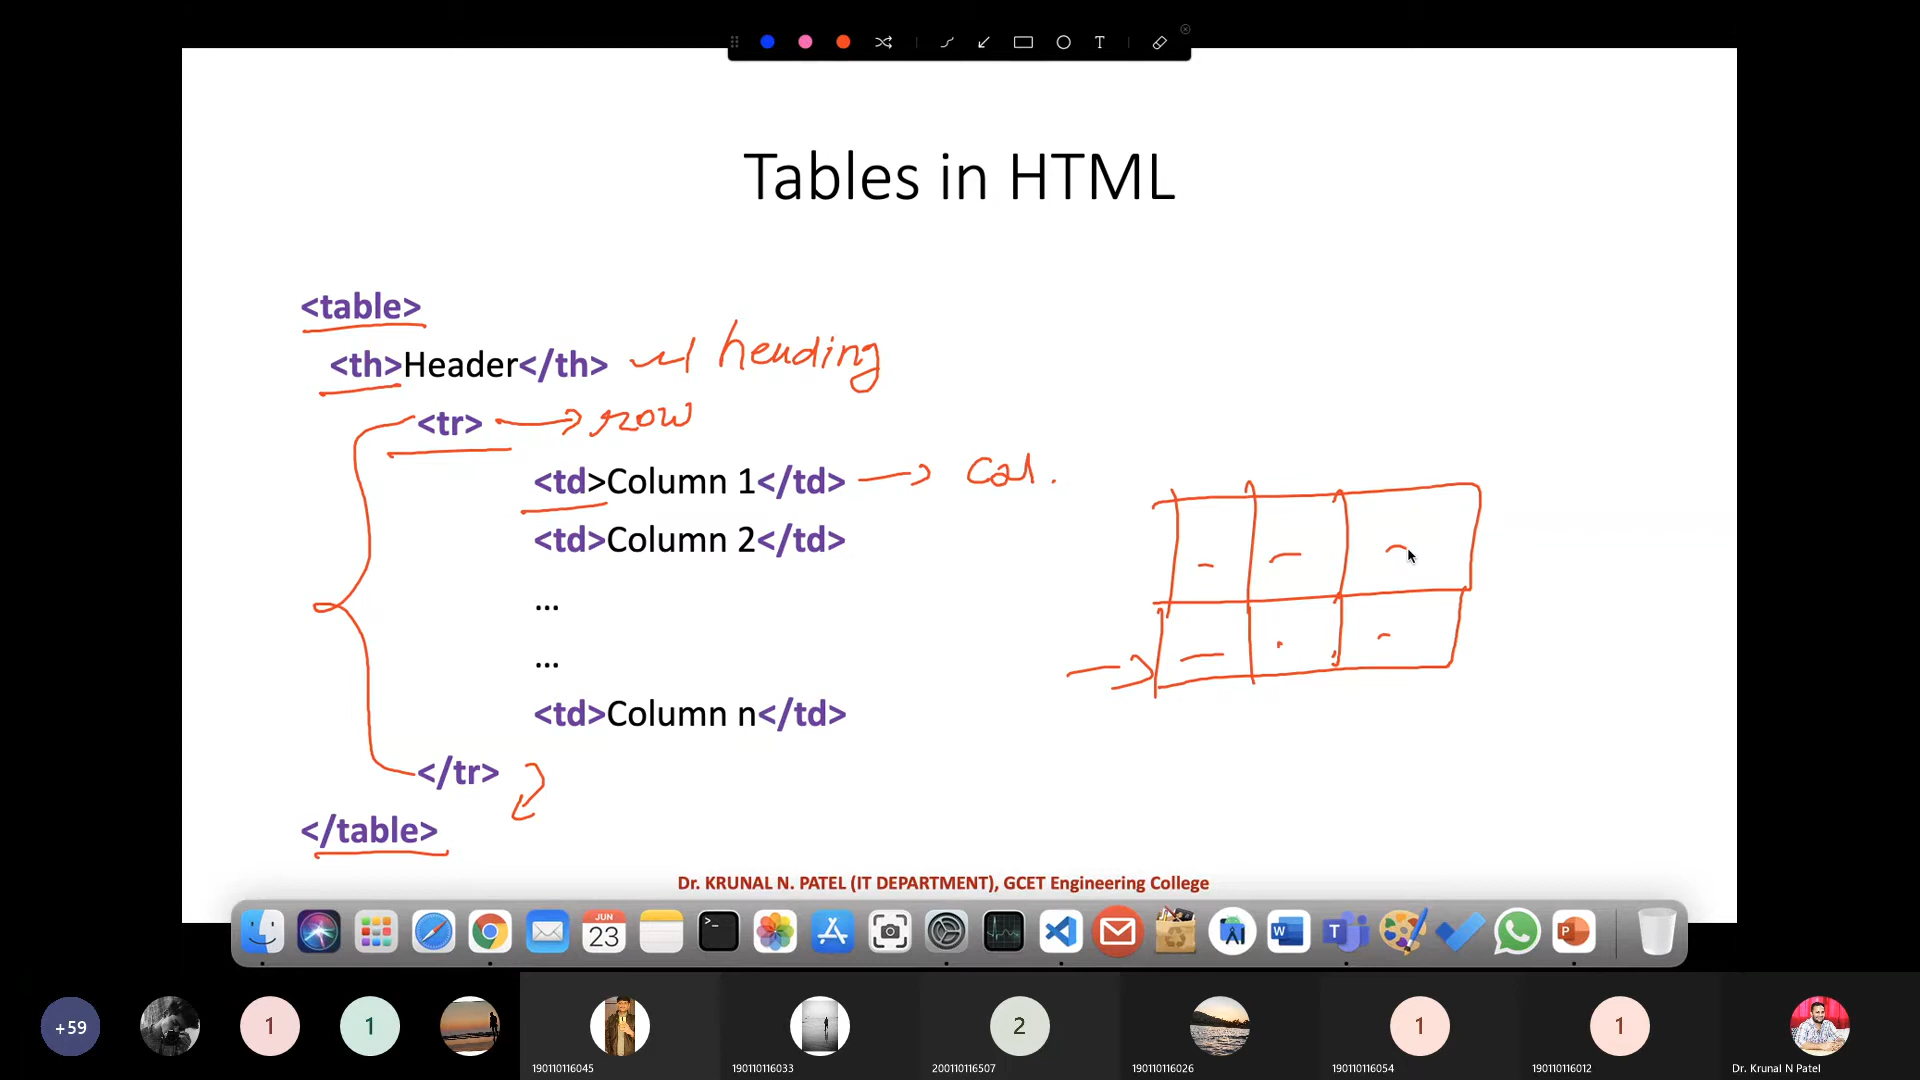 T
Tables in HTML
<table>
<th>Header</th> heading
<tr> row
<td>Column 1</td> col.
<td>Column 2</td>
...
...
<td>Column n</td>
</tr>
</table>
Dr. KRUNAL N. PATEL (IT DEPARTMENT), GCET Engineering College
JUN
23
W
T
P
+59
1
1
2
1
1
190110116045
190110116033
200110116507
190110116026
190110116054
190110116012
Dr. Krunal N Patel